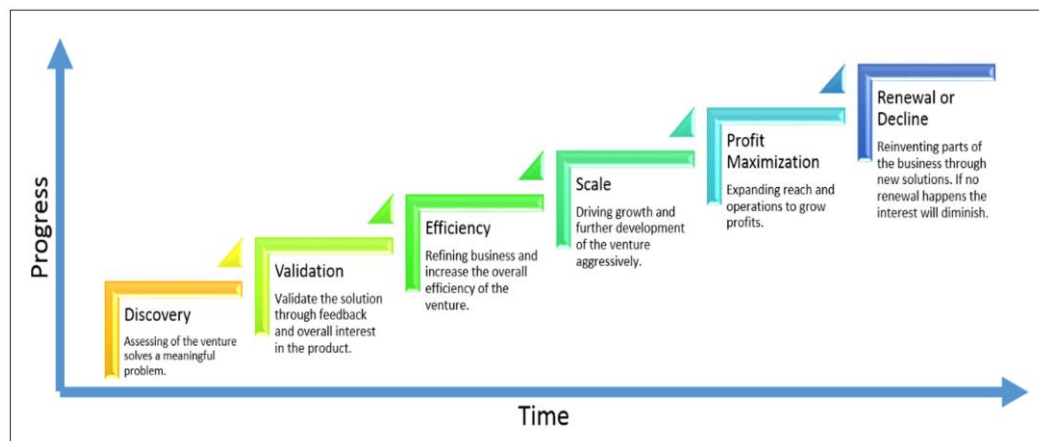 Progress
Discovery
Assessing of the venture
solves a meaningful
problem.
Validation
Validate the solution
through feedback
and overall interest
in the product.
Efficiency
Refining business and
increase the overall
efficiency of the
venture.
Scale
Driving growth and
further development
of the venture
aggressively.
Profit
Maximization
Expanding reach and
operations to grow
profits.
Renewal or
Decline
Reinventing parts of
the business through
new solutions. If no
renewal happens the
interest will diminish.
Time